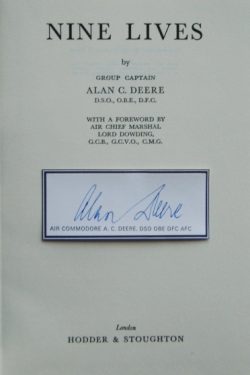 NINE LIVES
by
GROUP CAPTAIN
ALAN C. DEERE
D.S.O., O.B.E., D.F.C.
WITH A FOREWORD BY
AIR CHIEF MARSHAL
LORD DOWDING,
G.C.B., G.C.V.O., C.M.G.
Alan Deere
AIR COMMODORE A. C. DEERE. DSO OBE DFC AFC
London
HODDER & STOUGHTON